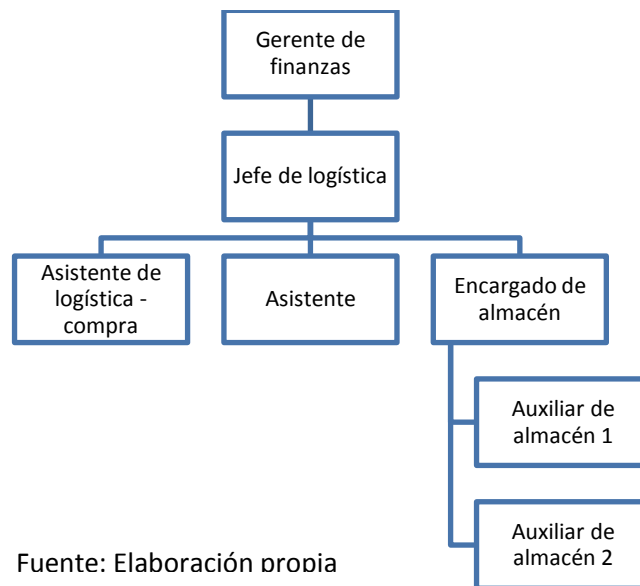 Gerente de
finanzas
Jefe de logística
Asistente de
logística -
compra
Asistente
Encargado de
almacén
Auxiliar de
almacén 1
Auxiliar de
almacén 2
Fuente: Elaboración propia